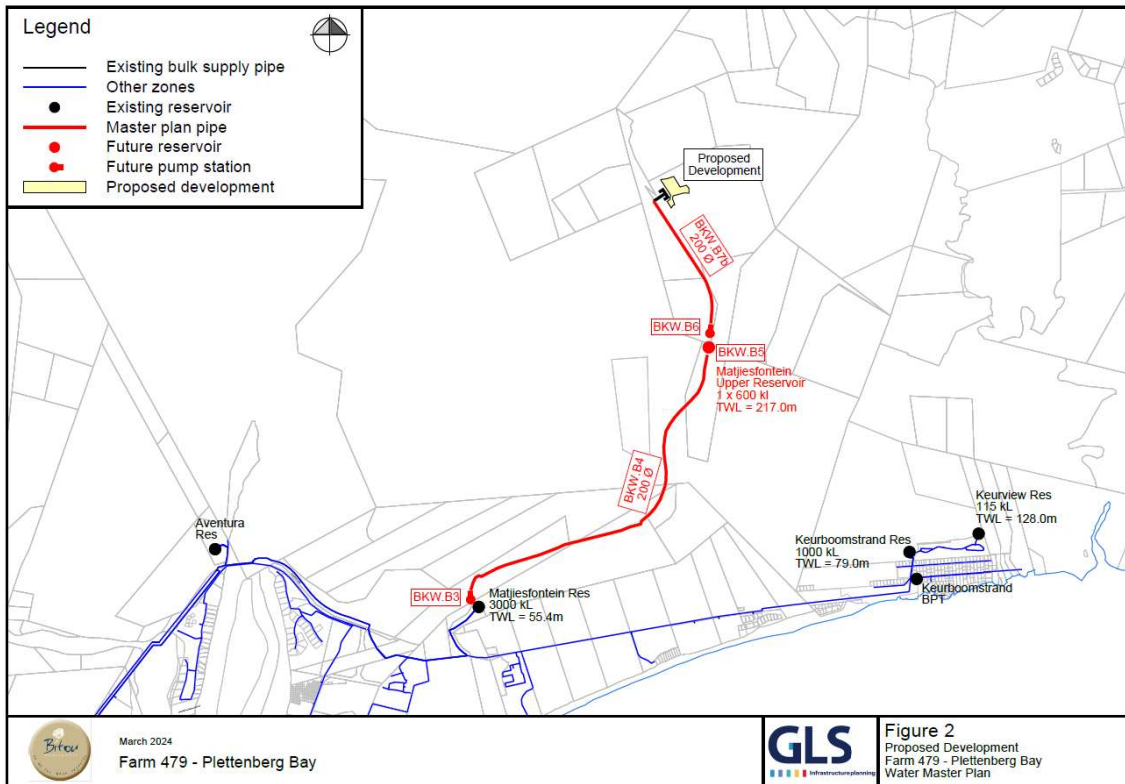 Legend
Existing bulk supply pipe
Other zones
Existing reservoir
Master plan pipe
Future reservoir
Future pump station
Proposed development
Proposed
Development
BKW.B7b
200 Ø
BKW.B6
BKW.B5
Matjiesfontein
Upper Reservoir
1 x 600 kl
TWL = 217.0m
BKW.B4
200 Ø
Aventura
Res
BKW.B3
Matjiesfontein Res
3000 kL
TWL = 55.4m
Keurview Res
115 kL
TWL = 128.0m
Keurboomstrand Res
1000 kL
TWL = 79.0m
Keurboomstrand
BPT
Bitou
March 2024
Farm 479 - Plettenberg Bay
GLS
Infrastructure planning
Figure 2
Proposed Development
Farm 479 - Plettenberg Bay
Water Master Plan